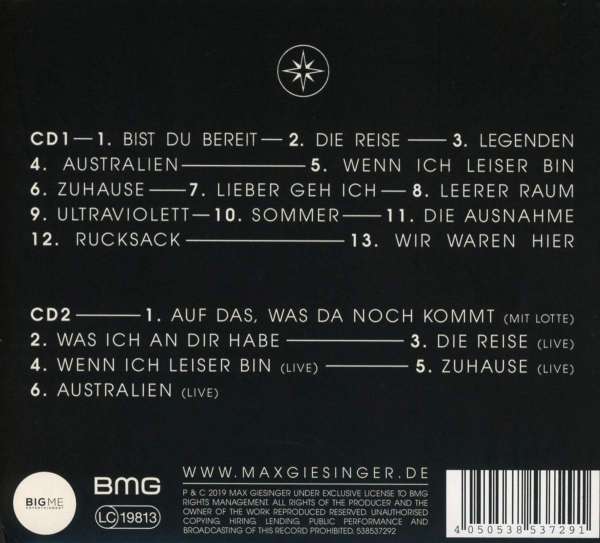 CD1—1. BIST DU BEREIT—2. DIE REISE—3. LEGENDEN
4. AUSTRALIEN—5. WENN ICH LEISER BIN
6. ZUHAUSE—7. LIEBER GEH ICH—8. LEERER RAUM
9. ULTRAVIOLETT—10. SOMMER—11. DIE AUSNAHME
12. RUCKSACK—13. WIR WAREN HIER
CD2—1. AUF DAS, WAS DA NOCH KOMMT (MIT LOTTE)
2. WAS ICH AN DIR HABE—3. DIE REISE (LIVE)
4. WENN ICH LEISER BIN (LIVE)—5. ZUHAUSE (LIVE)
6. AUSTRALIEN (LIVE)
BIGME
ENTERTAINMENT
BMG
LC 19813
WWW.MAXGIESINGER.DE
P & C 2019 MAX GIESINGER UNDER EXCLUSIVE LICENSE TO BMG
RIGHTS MANAGEMENT. ALL RIGHTS OF THE PRODUCER AND THE
OWNER OF THE WORK REPRODUCED RESERVED. UNAUTHORISED
COPYING, HIRING, LENDING, PUBLIC PERFORMANCE AND
BROADCASTING OF THIS RECORD PROHIBITED. 538537292
4 050538 537291